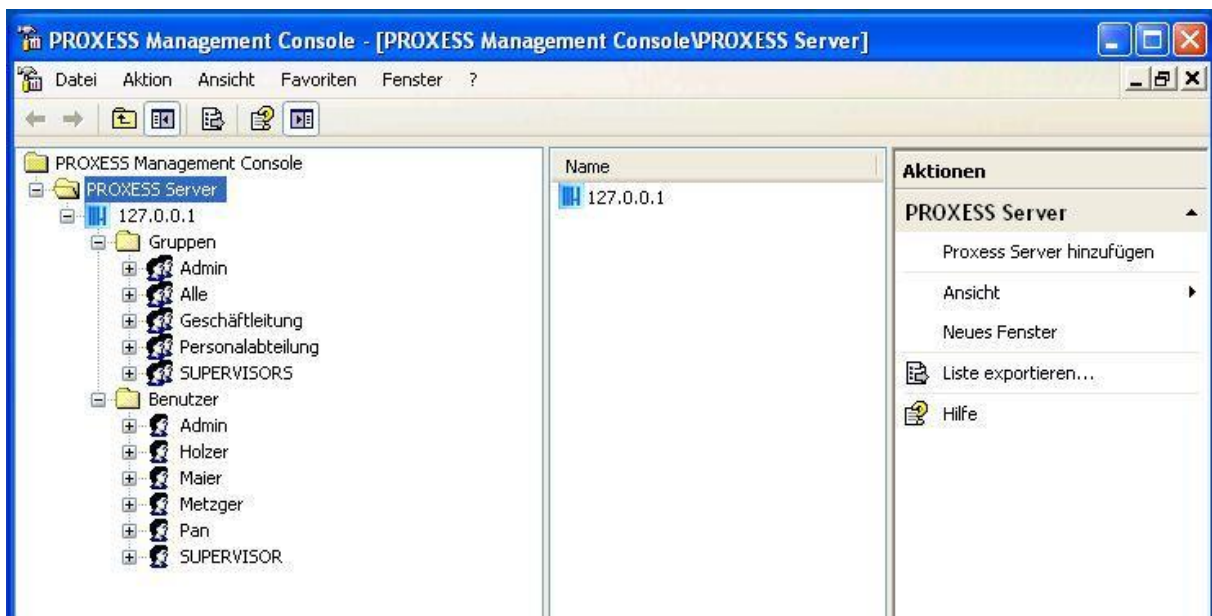 PROXESS Management Console - [PROXESS Management Console\PROXESS Server]
Datei Aktion Ansicht Favoriten Fenster ?
PROXESS Management Console
PROXESS Server
127.0.0.1
Gruppen
Admin
Alle
Geschäftleitung
Personalabteilung
SUPERVISORS
Benutzer
Admin
Holzer
Maier
Metzger
Pan
SUPERVISOR
Name
127.0.0.1
Aktionen
PROXESS Server
Proxess Server hinzufügen
Ansicht
Neues Fenster
Liste exportieren...
Hilfe